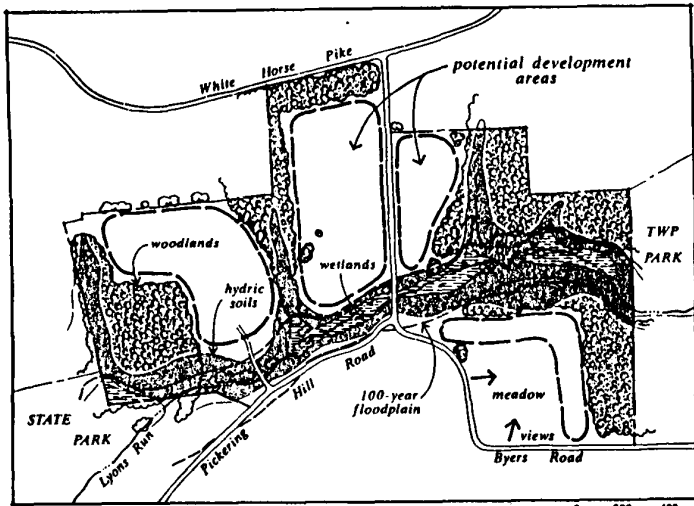 White Horse Pike
potential development
areas
woodlands
hydric
soils
wetlands
TWP
PARK
STATE
PARK
Lyons Run
Pickering Hill Road
100-year
floodplain
meadow
views
Byers Road